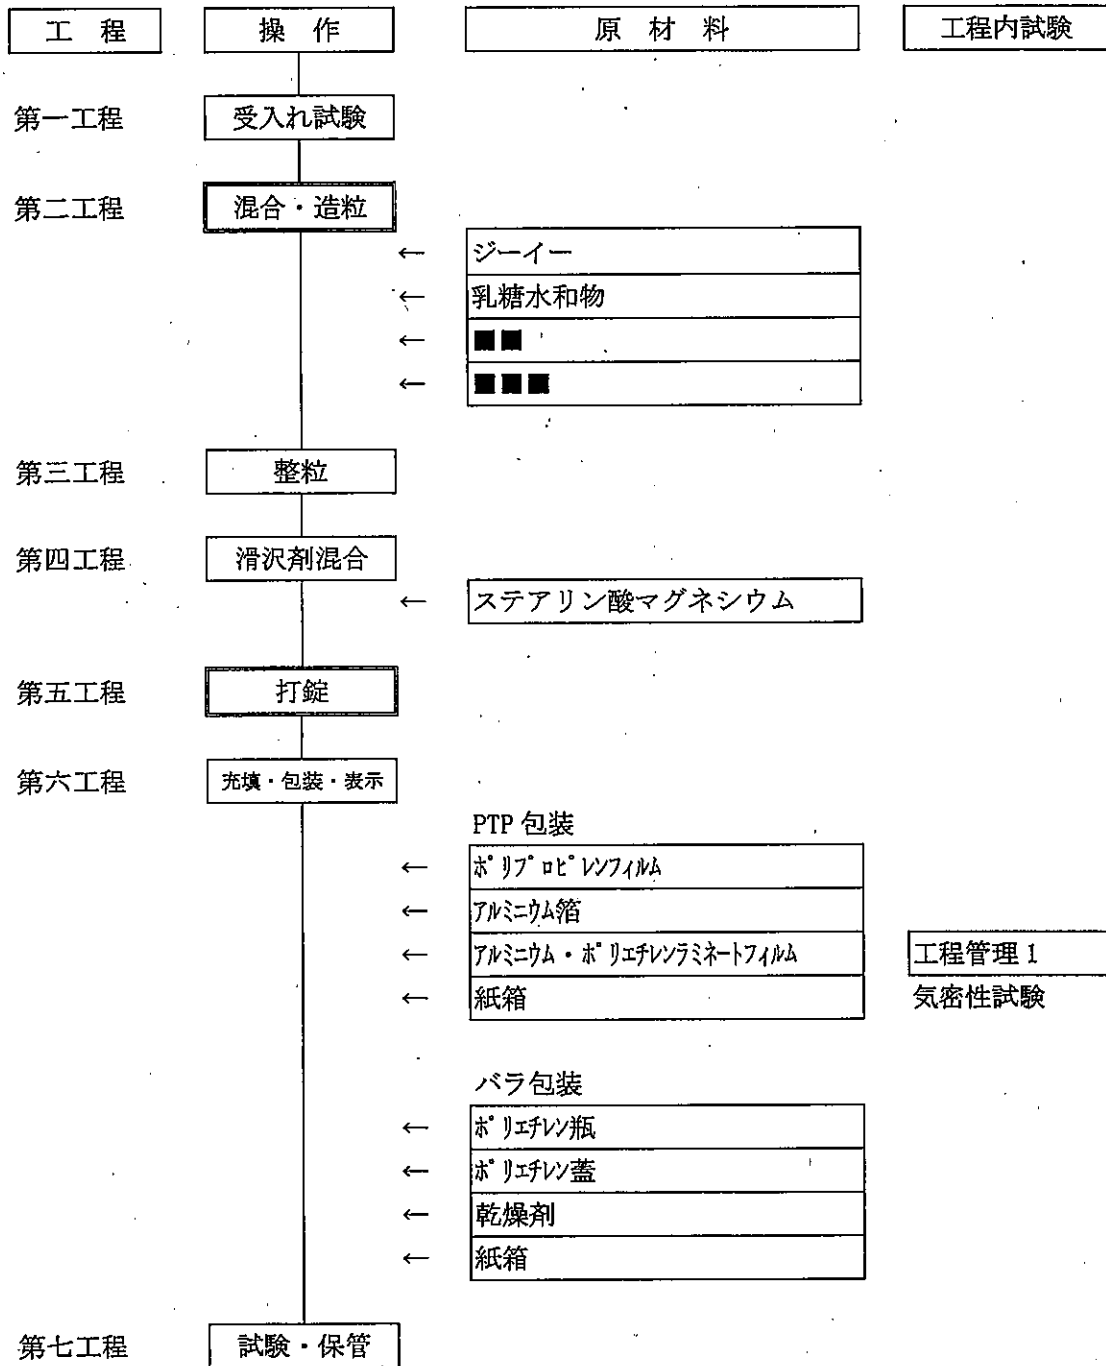 工程 操作 原材料 工程内試験
第一工程 受入れ試験
第二工程 混合・造粒
← ジーイー
← 乳糖水和物
← ■■
← ■■■
第三工程 整粒
第四工程 滑沢剤混合
← ステアリン酸マグネシウム
第五工程 打錠
第六工程 充填・包装・表示
PTP 包装
← ポリプロピレンフィルム
← アルミニウム箔
← アルミニウム・ポリエチレンラミネートフィルム 工程管理 1
← 紙箱 気密性試験
バラ包装
← ポリエチレン瓶
← ポリエチレン蓋
← 乾燥剤
← 紙箱
第七工程 試験・保管